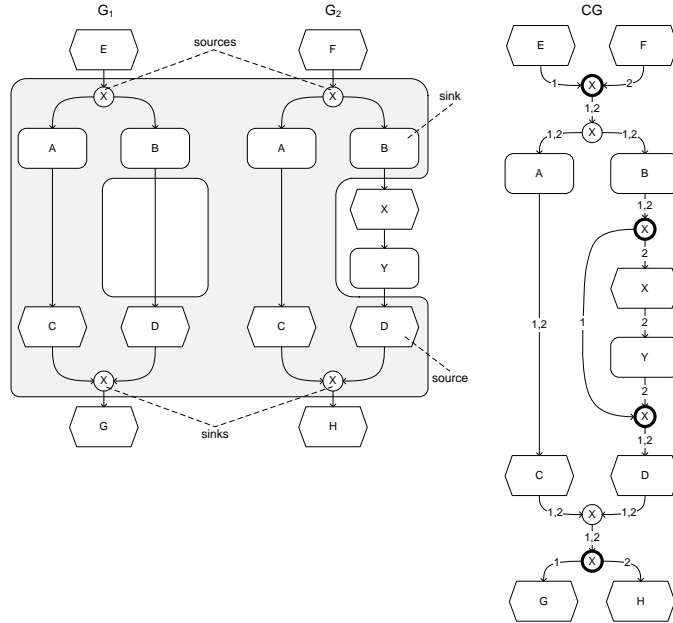 G1 G2 CG
E sources F E F
1 2
X X X
1,2
sink
X
1,2 1,2
A B A B A B
1,2
X X
2
X
Y 1 2
1,2
Y
2
C D C D X
1,2
source
X X C D
sinks
G H
1,2 X 1,2
1,2
1 X 2
G H